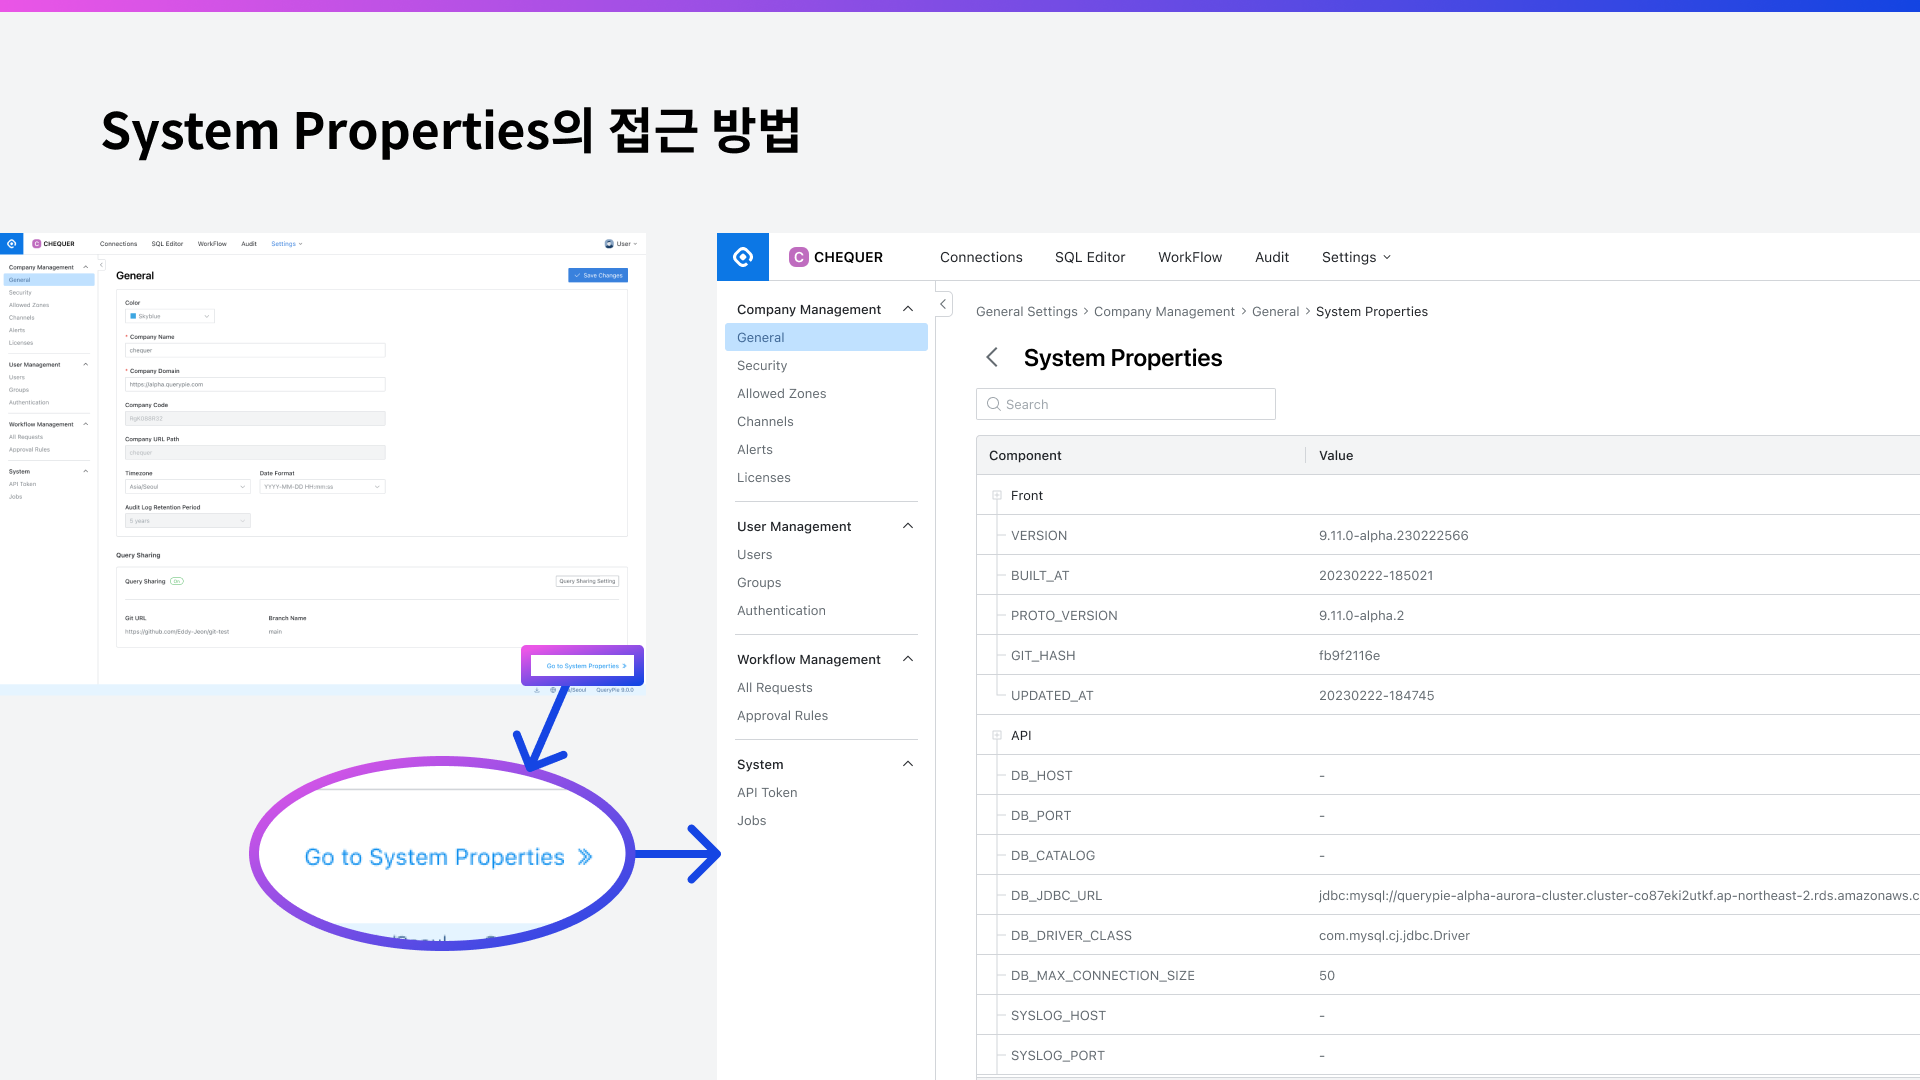 System Properties의 접근 방법
CHEQUER
Connections
SQL Editor
WorkFlow
Audit
Settings
User
Company Management
General
Security
Allowed Zones
Channels
Alerts
Licenses
User Management
Users
Groups
Authentication
Workflow Management
All Requests
Approval Rules
System
API Token
Jobs
General
Save Changes
Color
Skyblue
* Company Name
chequer
* Company Domain
https://alpha.querypie.com
Company Code
Company URL Path
chequer
Timezone
Date Format
Asia/Seoul
YYYY-MM-DD HH:mm:ss
Audit Log Retention Period
5 years
Query Sharing
Query Sharing
On
Query Sharing Setting
Git URL
Branch Name
https://github.com/Eddy-Jeon/git-test
main
Go to System Properties
/Seoul
QueryPie 9.0.0
Go to System Properties
C
CHEQUER
Connections
SQL Editor
WorkFlow
Audit
Settings
Company Management
General
Security
Allowed Zones
Channels
Alerts
Licenses
User Management
Users
Groups
Authentication
Workflow Management
All Requests
Approval Rules
System
API Token
Jobs
General Settings > Company Management > General > System Properties
System Properties
Search
Component Value
Front
VERSION 9.11.0-alpha.230222566
BUILT_AT 20230222-185021
PROTO_VERSION 9.11.0-alpha.2
GIT_HASH fb9f2116e
UPDATED_AT 20230222-184745
API
DB_HOST -
DB_PORT -
DB_CATALOG -
DB_JDBC_URL jdbc:mysql://querypie-alpha-aurora-cluster.cluster-co87eki2utkf.ap-northeast-2.rds.amazonaws.c
DB_DRIVER_CLASS com.mysql.cj.jdbc.Driver
DB_MAX_CONNECTION_SIZE 50
SYSLOG_HOST -
SYSLOG_PORT -